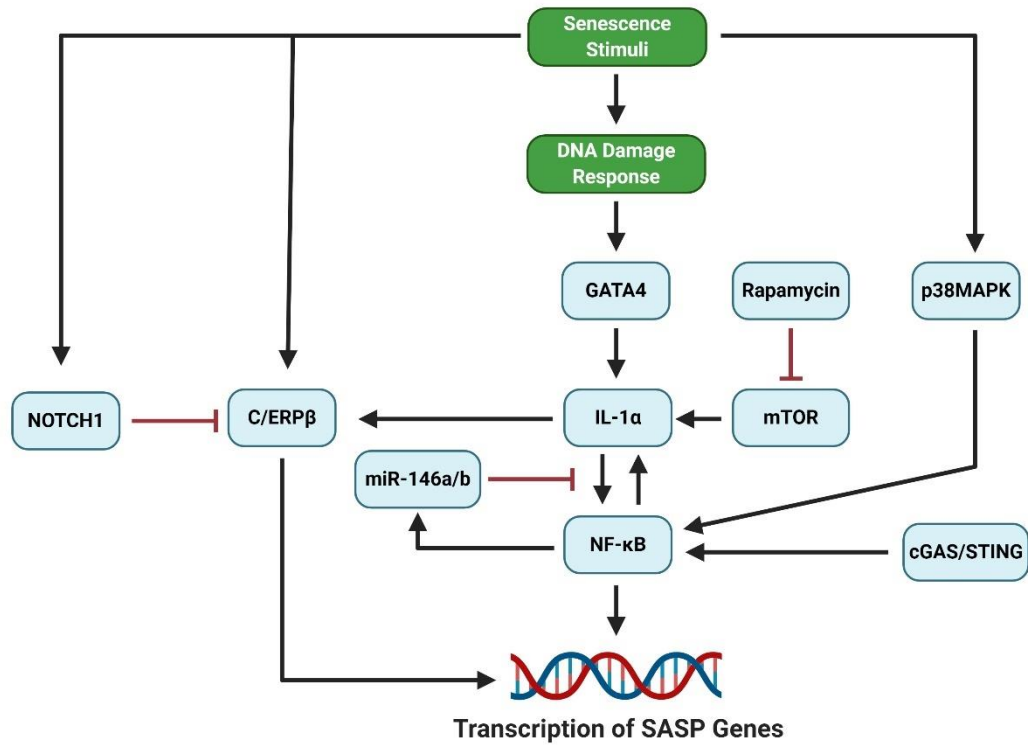 Senescence
Stimuli
DNA Damage
Response
GATA4
Rapamycin
p38MAPK
NOTCH1
C/ERPβ
IL-1α
mTOR
miR-146a/b
NF-κB
cGAS/STING
Transcription of SASP Genes